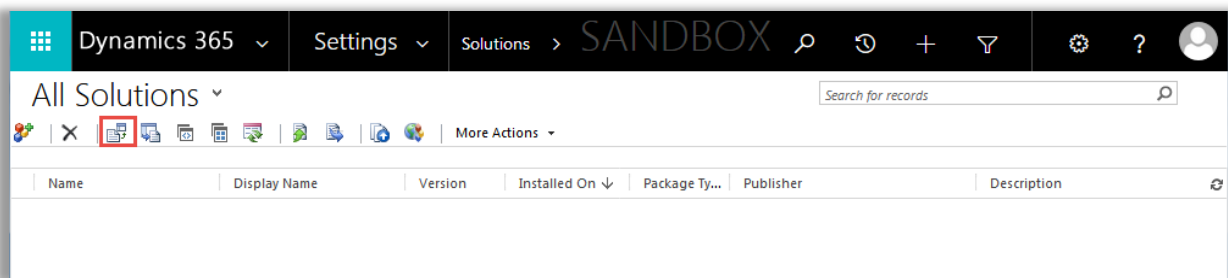 Dynamics 365 Settings Solutions > SANDBOX ?
All Solutions
Search for records
More Actions
Name Display Name Version Installed On Package Ty... Publisher Description